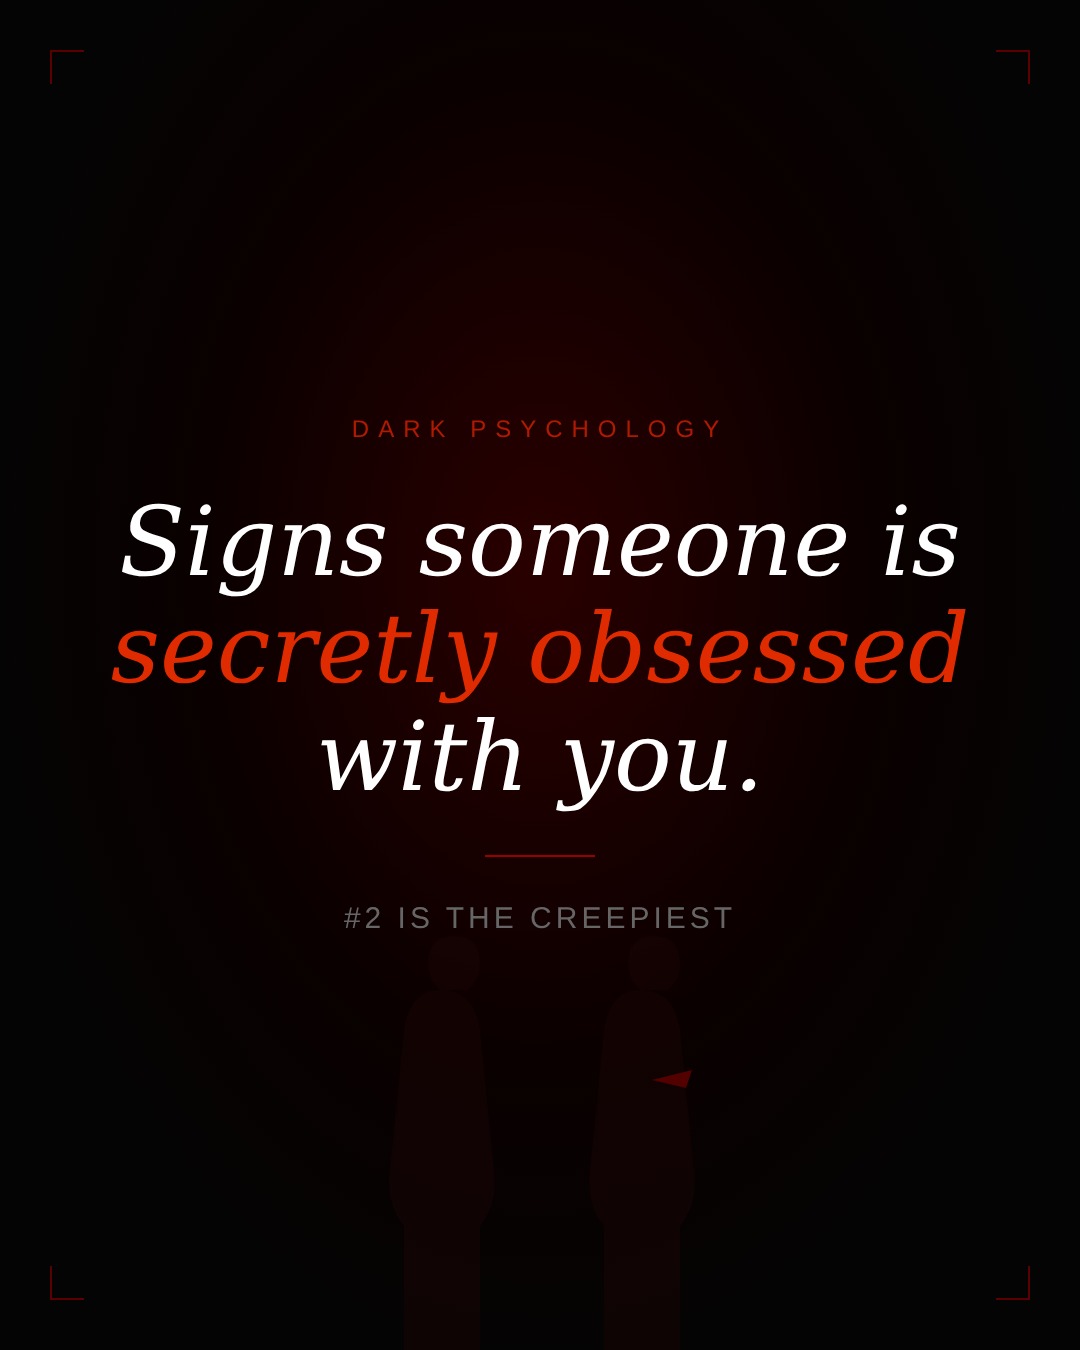 DARK PSYCHOLOGY
Signs someone is
secretly obsessed
with you.
#2 IS THE CREEPIEST